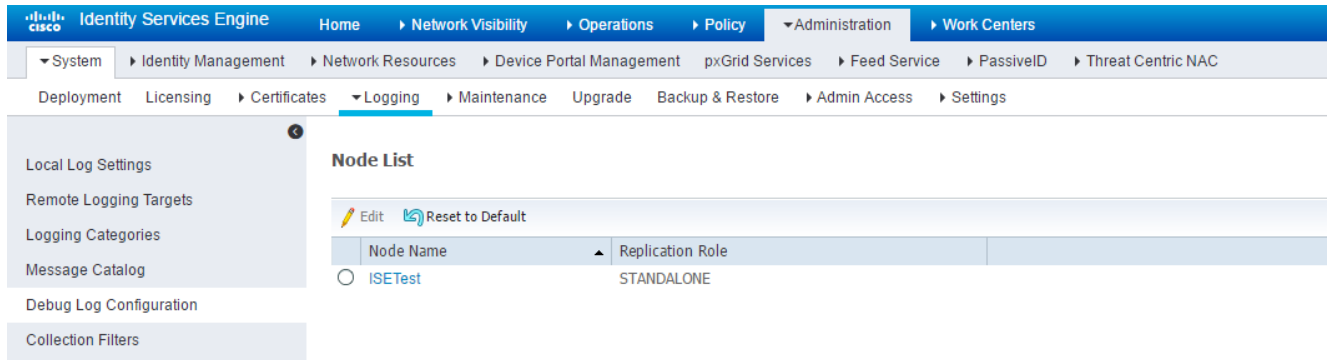 cisco Identity Services Engine Home Network Visibility Operations Policy Administration Work Centers
System Identity Management Network Resources Device Portal Management pxGrid Services Feed Service PassiveID Threat Centric NAC
Deployment Licensing Certificates Logging Maintenance Upgrade Backup & Restore Admin Access Settings
Local Log Settings
Remote Logging Targets
Logging Categories
Message Catalog
Debug Log Configuration
Collection Filters
Node List
Edit Reset to Default
Node Name Replication Role
ISETest STANDALONE